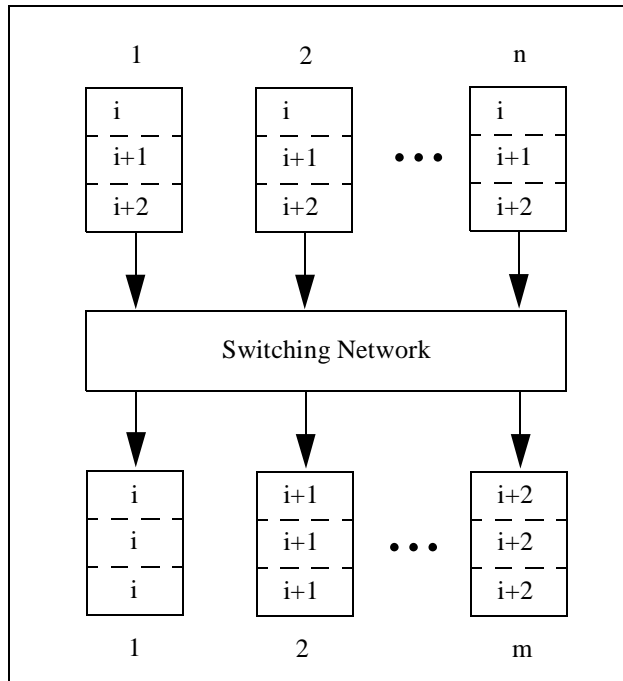 1 2 n
i i i
i+1 i+1 • • • i+1
i+2 i+2 i+2
Switching Network
i i+1 i+2
i i+1 • • • i+2
i i+1 i+2
1 2 m